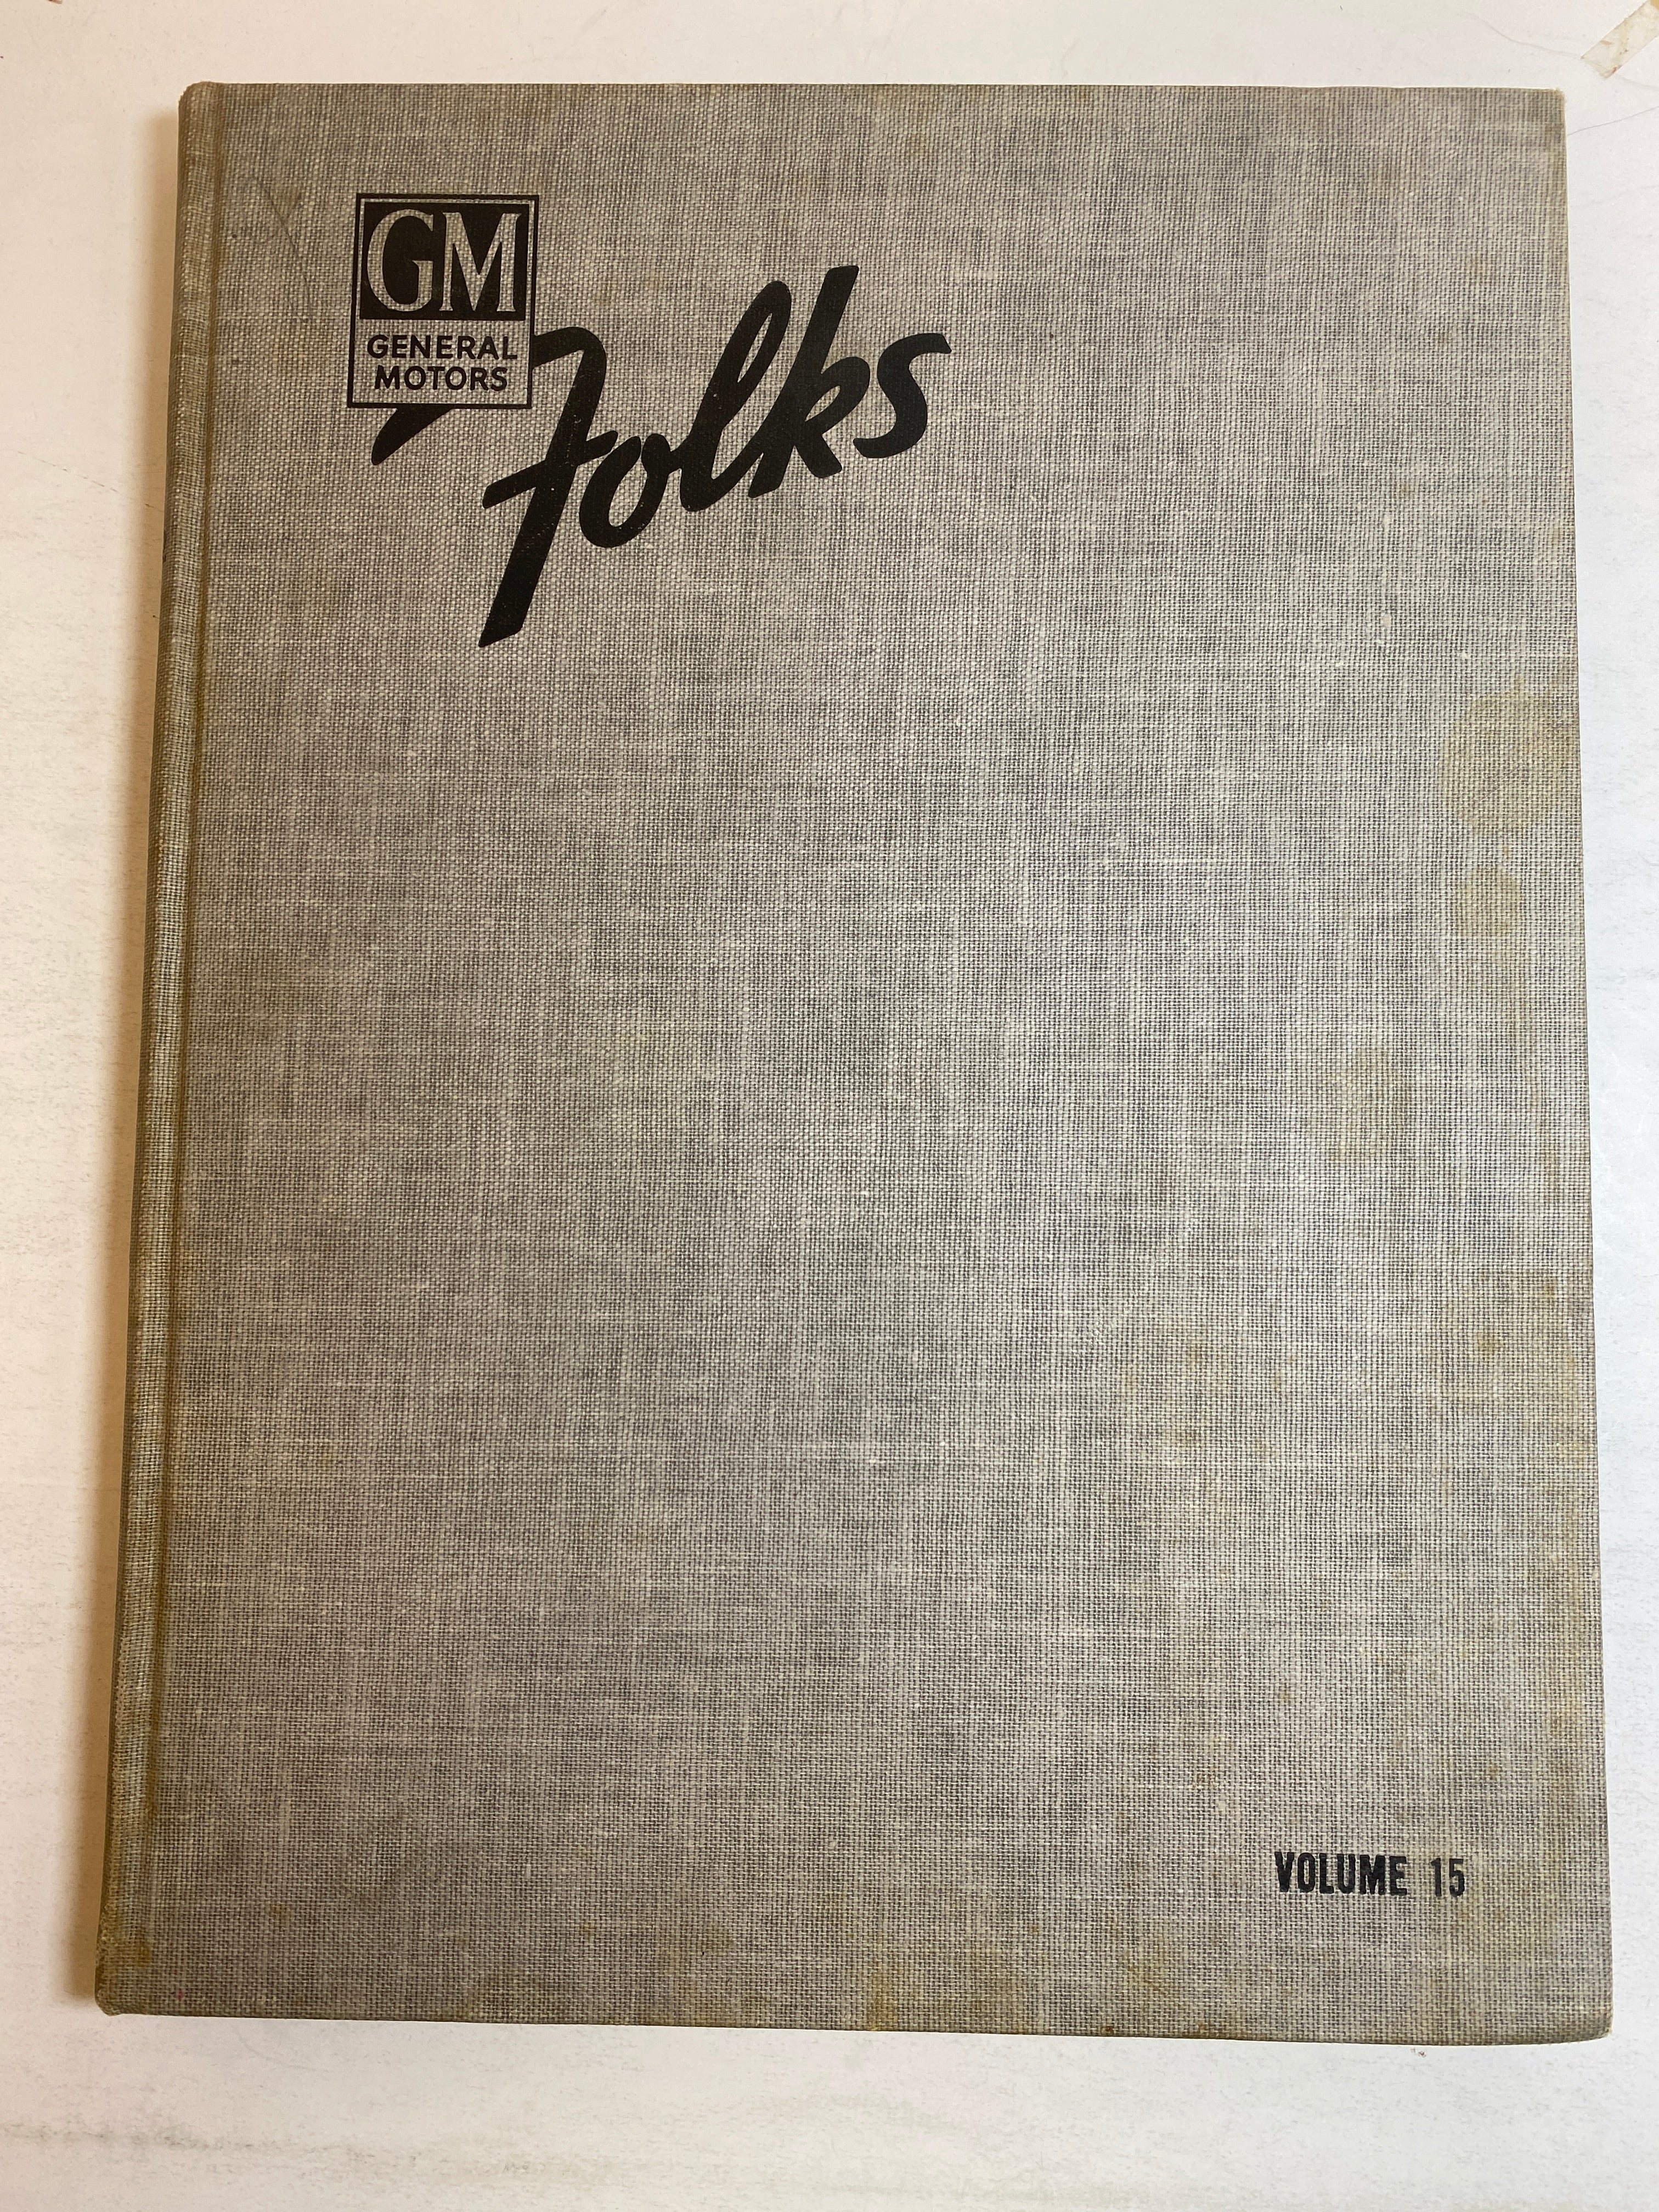 GM
GENERAL
MOTORS
Folks
VOLUME 15